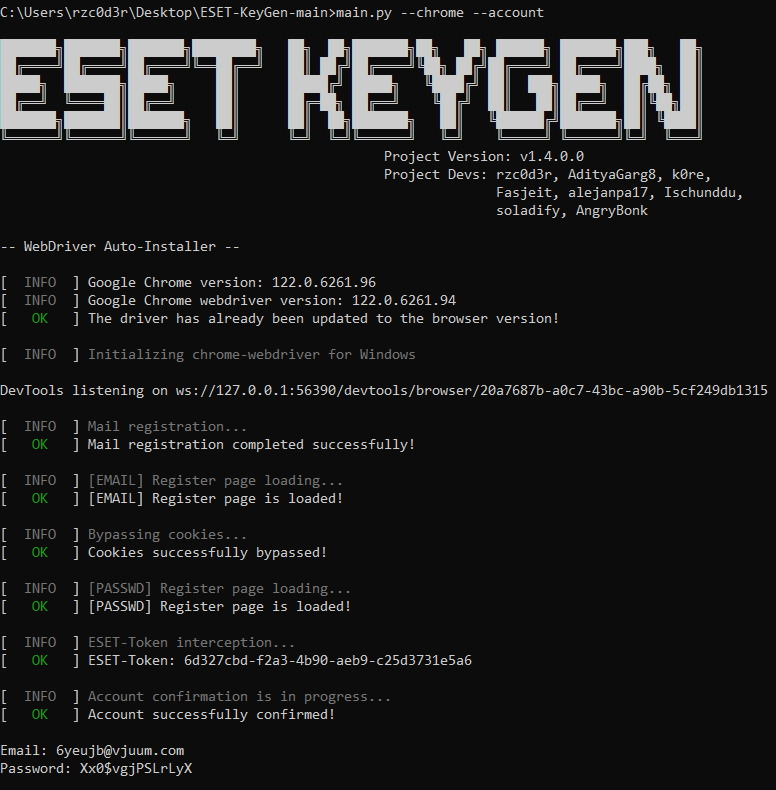 C:\Users\rzc0d3r\Desktop\ESET-KeyGen-main>main.py --chrome --account
ESET KEYGEN
Project Version: v1.4.0.0
Project Devs: rzc0d3r, AdityaGarg8, k0re,
Fasjeit, alejanpa17, Ischunddu,
soladify, AngryBonk
-- WebDriver Auto-Installer --
[  INFO  ] Google Chrome version: 122.0.6261.96
[  INFO  ] Google Chrome webdriver version: 122.0.6261.94
[   OK   ] The driver has already been updated to the browser version!
[  INFO  ] Initializing chrome-webdriver for Windows
DevTools listening on ws://127.0.0.1:56390/devtools/browser/20a7687b-a0c7-43bc-a90b-5cf249db1315
[  INFO  ] Mail registration...
[   OK   ] Mail registration completed successfully!
[  INFO  ] [EMAIL] Register page loading...
[   OK   ] [EMAIL] Register page is loaded!
[  INFO  ] Bypassing cookies...
[   OK   ] Cookies successfully bypassed!
[  INFO  ] [PASSWD] Register page loading...
[   OK   ] [PASSWD] Register page is loaded!
[  INFO  ] ESET-Token interception...
[   OK   ] ESET-Token: 6d327cbd-f2a3-4b90-aeb9-c25d3731e5a6
[  INFO  ] Account confirmation is in progress...
[   OK   ] Account successfully confirmed!
Email: 6yeujb@vjuum.com
Password: Xx0$vgjPSLrLyX